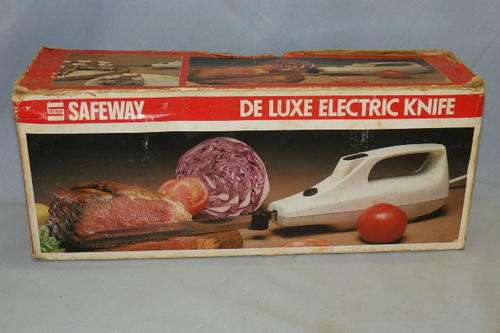 SAFEWAY
DE LUXE ELECTRIC KNIFE